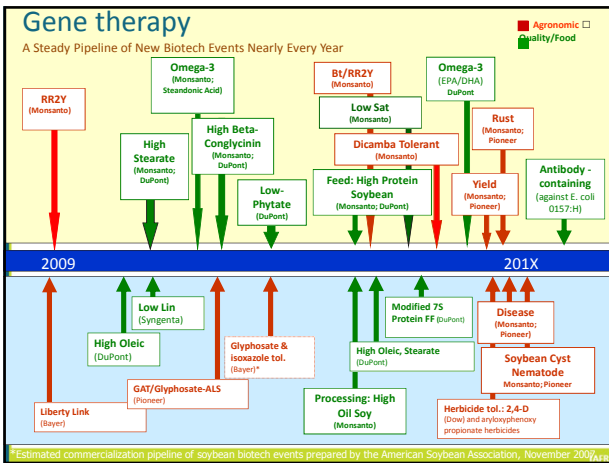 Gene therapy
A Steady Pipeline of New Biotech Events Nearly Every Year
Agronomic □
Quality/Food
RR2Y
(Monsanto)
High
Stearate
(Monsanto;
DuPont)
Omega-3
(Monsanto;
Steandonic Acid)
High Beta-
Conglycinin
(Monsanto;
DuPont)
Low-
Phytate
(DuPont)
Bt/RR2Y
(Monsanto)
Low Sat
(Monsanto)
Dicamba Tolerant
(Monsanto)
Feed: High Protein
Soybean
(Monsanto; DuPont)
Omega-3
(EPA/DHA)
DuPont
Rust
(Monsanto;
Pioneer
Yield
(Monsanto;
Pioneer)
Antibody -
containing
(against E. coli
0157:H)
2009
201X
Liberty Link
(Bayer)
High Oleic
(DuPont)
Low Lin
(Syngenta)
GAT/Glyphosate-ALS
(Pioneer)
Glyphosate &
isoxazole tol.
(Bayer)*
Processing: High
Oil Soy
(Monsanto)
High Oleic, Stearate
(DuPont)
Modified 7S
Protein FF (DuPont)
Herbicide tol.: 2,4-D
(Dow) and aryloxyphenoxy
propionate herbicides
Disease
(Monsanto;
Pioneer)
Soybean Cyst
Nematode
Monsanto; Pioneer
*Estimated commercialization pipeline of soybean biotech events prepared by the American Soybean Association, November 2007